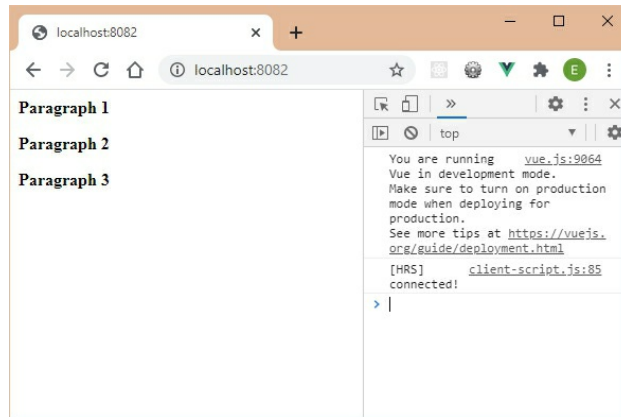 localhost:8082
localhost:8082
E
Paragraph 1
Paragraph 2
Paragraph 3
top
You are running vue.js:9064
Vue in development mode.
Make sure to turn on production
mode when deploying for
production.
See more tips at https://vuejs.
org/guide/deployment.html
[HRS] client-script.js:85
connected!